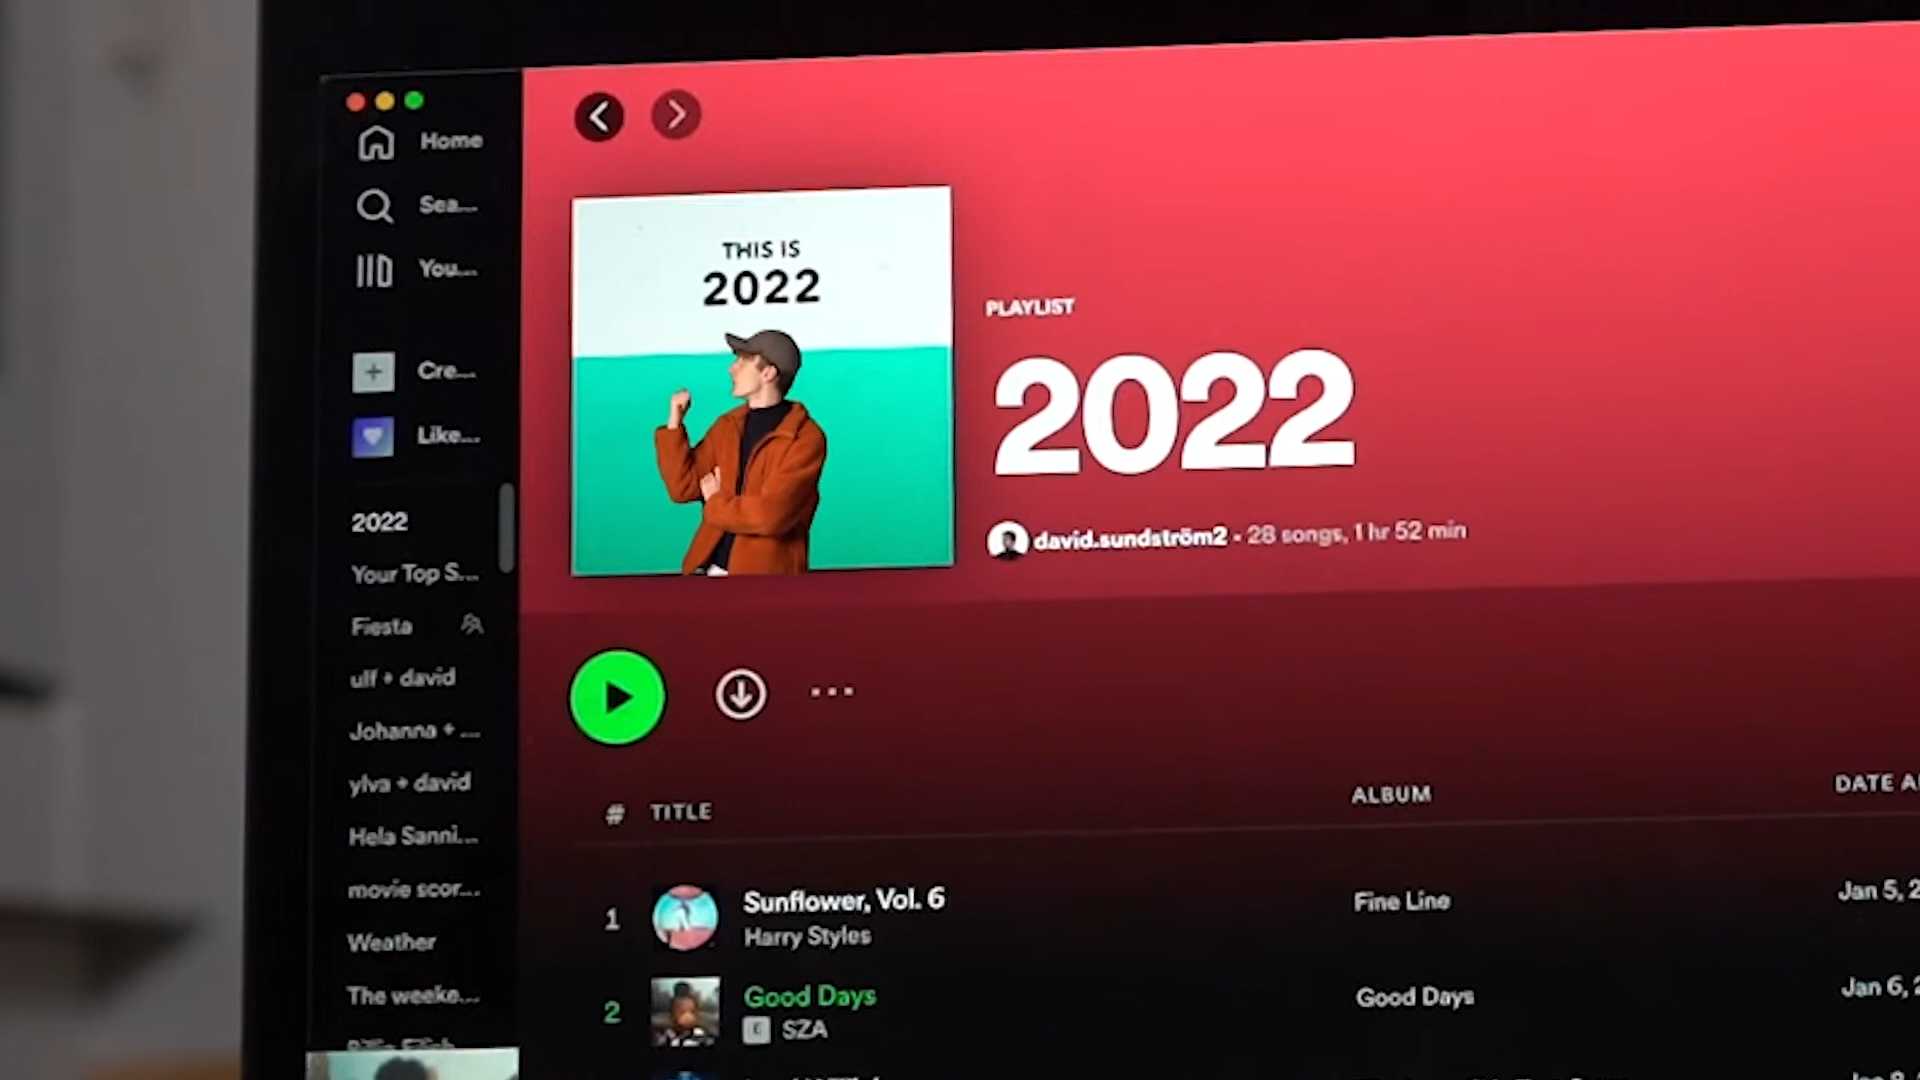 Home
Sea...
You...
Cre...
Like...
2022
Your Top S...
Fiesta
ulf + david
Johanna + ...
ylva + david
Hela Sanni...
movie scor...
Weather
The weeke...
THIS IS
2022
PLAYLIST
2022
david.sundström2 • 28 songs, 1 hr 52 min
# TITLE ALBUM DATE A
1 Sunflower, Vol. 6 Fine Line Jan 5, 2
Harry Styles
2 Good Days Good Days Jan 6, 2
E SZA